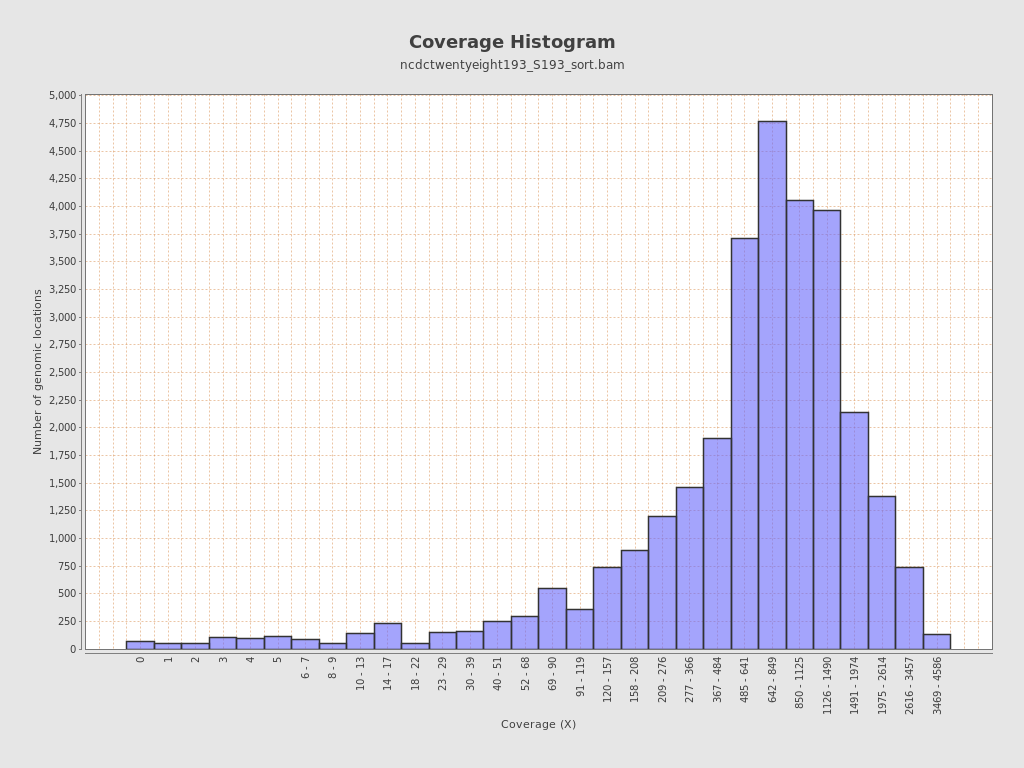 Coverage Histogram
ncdctwentyeight193_S193_sort.bam
5,000
4,750
4,500
4,250
4,000
3,750
3,500
3,250
3,000
2,750
2,500
2,250
2,000
1,750
1,500
1,250
1,000
750
500
250
0
Number of genomic locations
0
1
2
3
4
5
6 - 7
8 - 9
10 - 13
14 - 17
18 - 22
23 - 29
30 - 39
40 - 51
52 - 68
69 - 90
91 - 119
120 - 157
158 - 208
209 - 276
277 - 366
367 - 484
485 - 641
642 - 849
850 - 1125
1126 - 1490
1491 - 1974
1975 - 2614
2616 - 3457
3469 - 4586
Coverage (X)